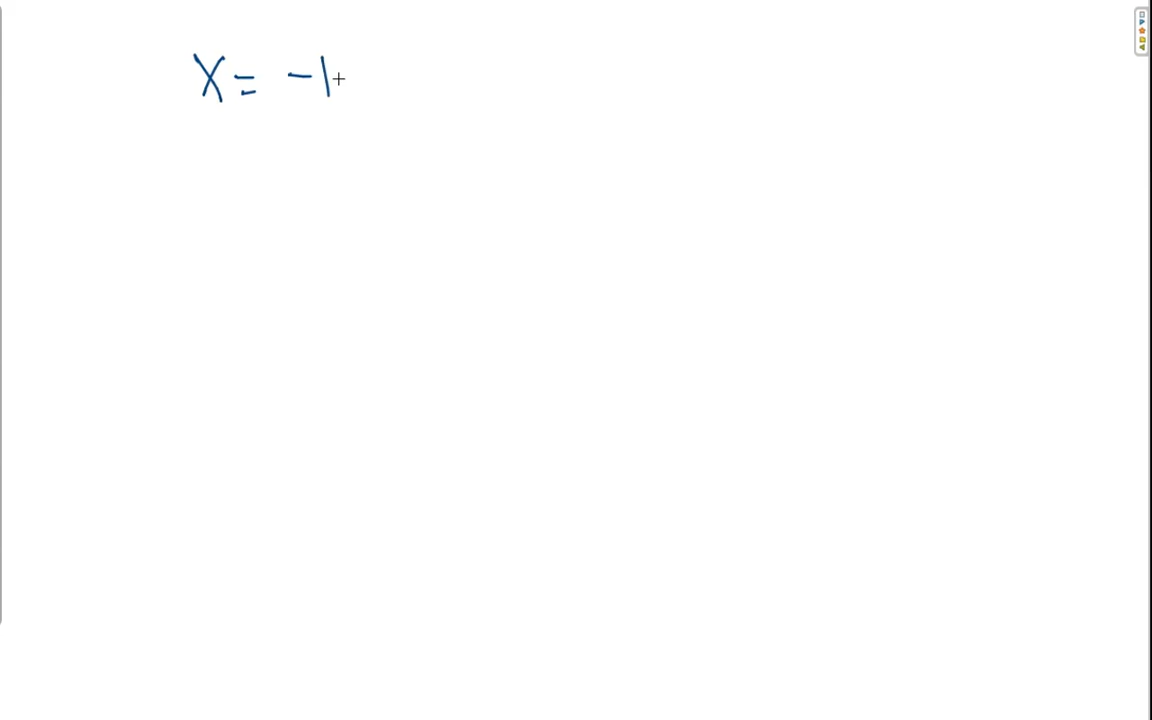 x = -1